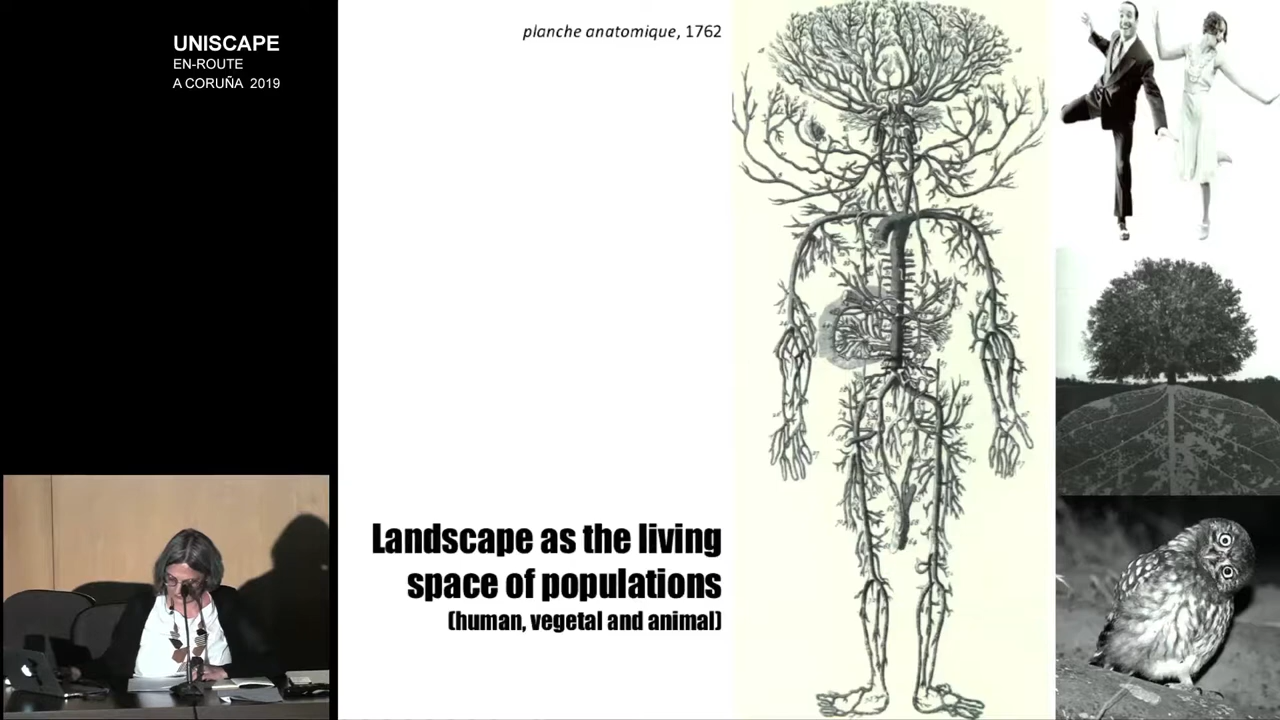 UNISCAPE
EN-ROUTE
A CORUÑA 2019
planche anatomique, 1762
Landscape as the living
space of populations
(human, vegetal and animal)